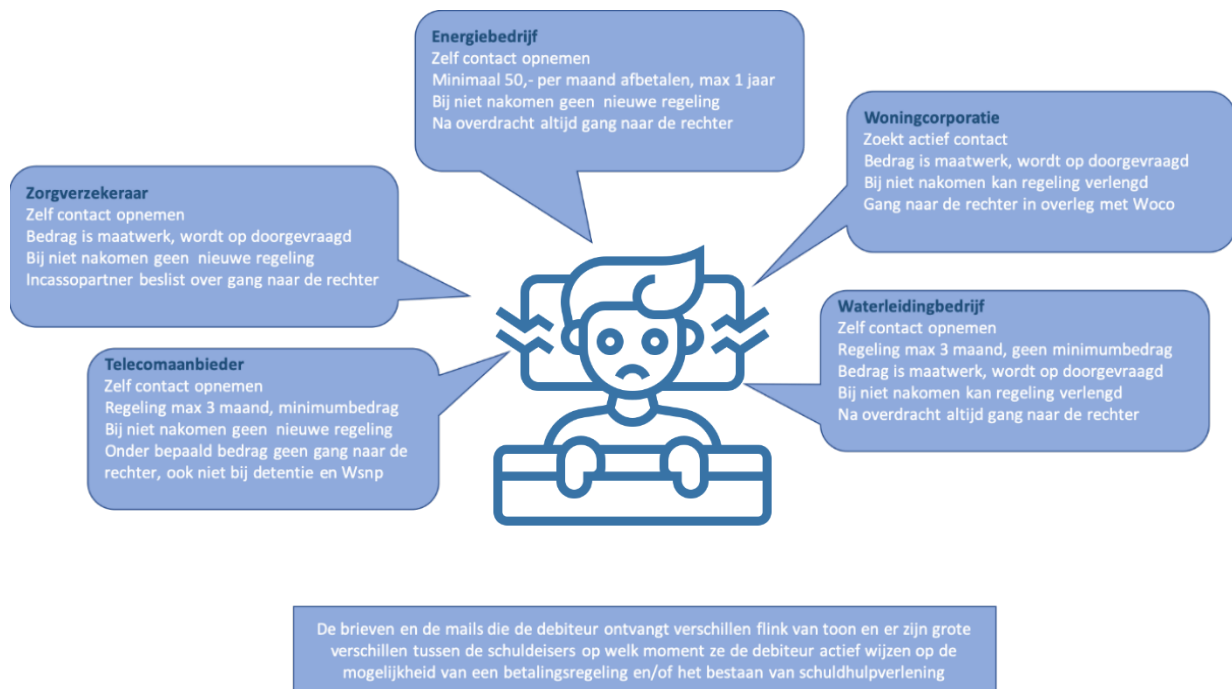 Energiebedrijf
Zelf contact opnemen
Minimaal 50,- per maand afbetalen, max 1 jaar
Bij niet nakomen geen nieuwe regeling
Na overdracht altijd gang naar de rechter
Woningcorporatie
Zoekt actief contact
Bedrag is maatwerk, wordt op doorgevraagd
Bij niet nakomen kan regeling verlengd
Gang naar de rechter in overleg met Woco
Zorgverzekeraar
Zelf contact opnemen
Bedrag is maatwerk, wordt op doorgevraagd
Bij niet nakomen geen nieuwe regeling
Incassopartner beslist over gang naar de rechter
Waterleidingbedrijf
Zelf contact opnemen
Regeling max 3 maand, geen minimumbedrag
Bedrag is maatwerk, wordt op doorgevraagd
Bij niet nakomen kan regeling verlengd
Na overdracht altijd gang naar de rechter
Telecomaanbieder
Zelf contact opnemen
Regeling max 3 maand, minimumbedrag
Bij niet nakomen geen nieuwe regeling
Onder bepaald bedrag geen gang naar de
rechter, ook niet bij detentie en Wsnp
De brieven en de mails die de debiteur ontvangt verschillen flink van toon en er zijn grote
verschillen tussen de schuldeisers op welk moment ze de debiteur actief wijzen op de
mogelijkheid van een betalingsregeling en/of het bestaan van schuldhulpverlening